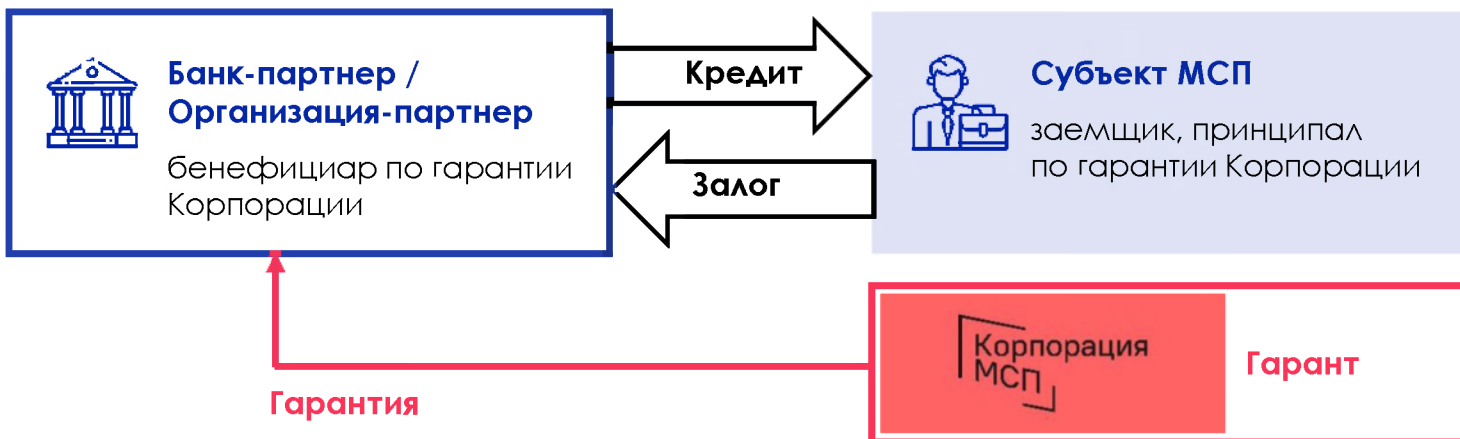 Банк-партнер /
Организация-партнер
бенефициар по гарантии
Корпорации
Кредит
Залог
Субъект МСП
заемщик, принципал
по гарантии Корпорации
Корпорация
МСП
Гарант
Гарантия